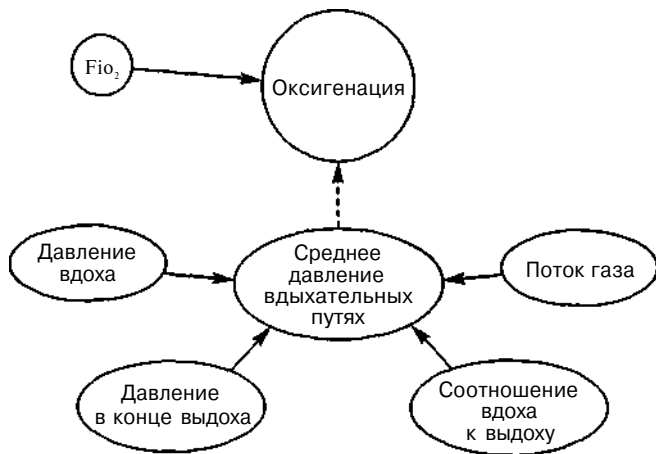 Fio₂
Оксигенация
Давление
вдоха
Среднее
давление
вдыхательных
путях
Поток газа
Давление
в конце выдоха
Соотношение
вдоха
к выдоху